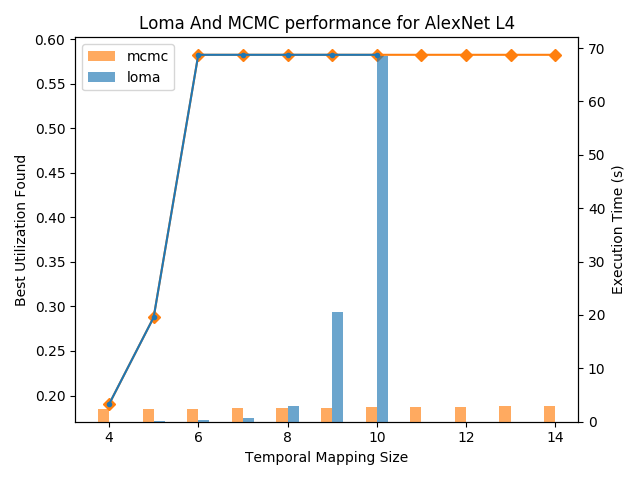 Loma And MCMC performance for AlexNet L4
mcmc
loma
Best Utilization Found
0.60
0.55
0.50
0.45
0.40
0.35
0.30
0.25
0.20
70
60
50
40
30
20
10
0
Execution Time (s)
4 6 8 10 12 14
Temporal Mapping Size